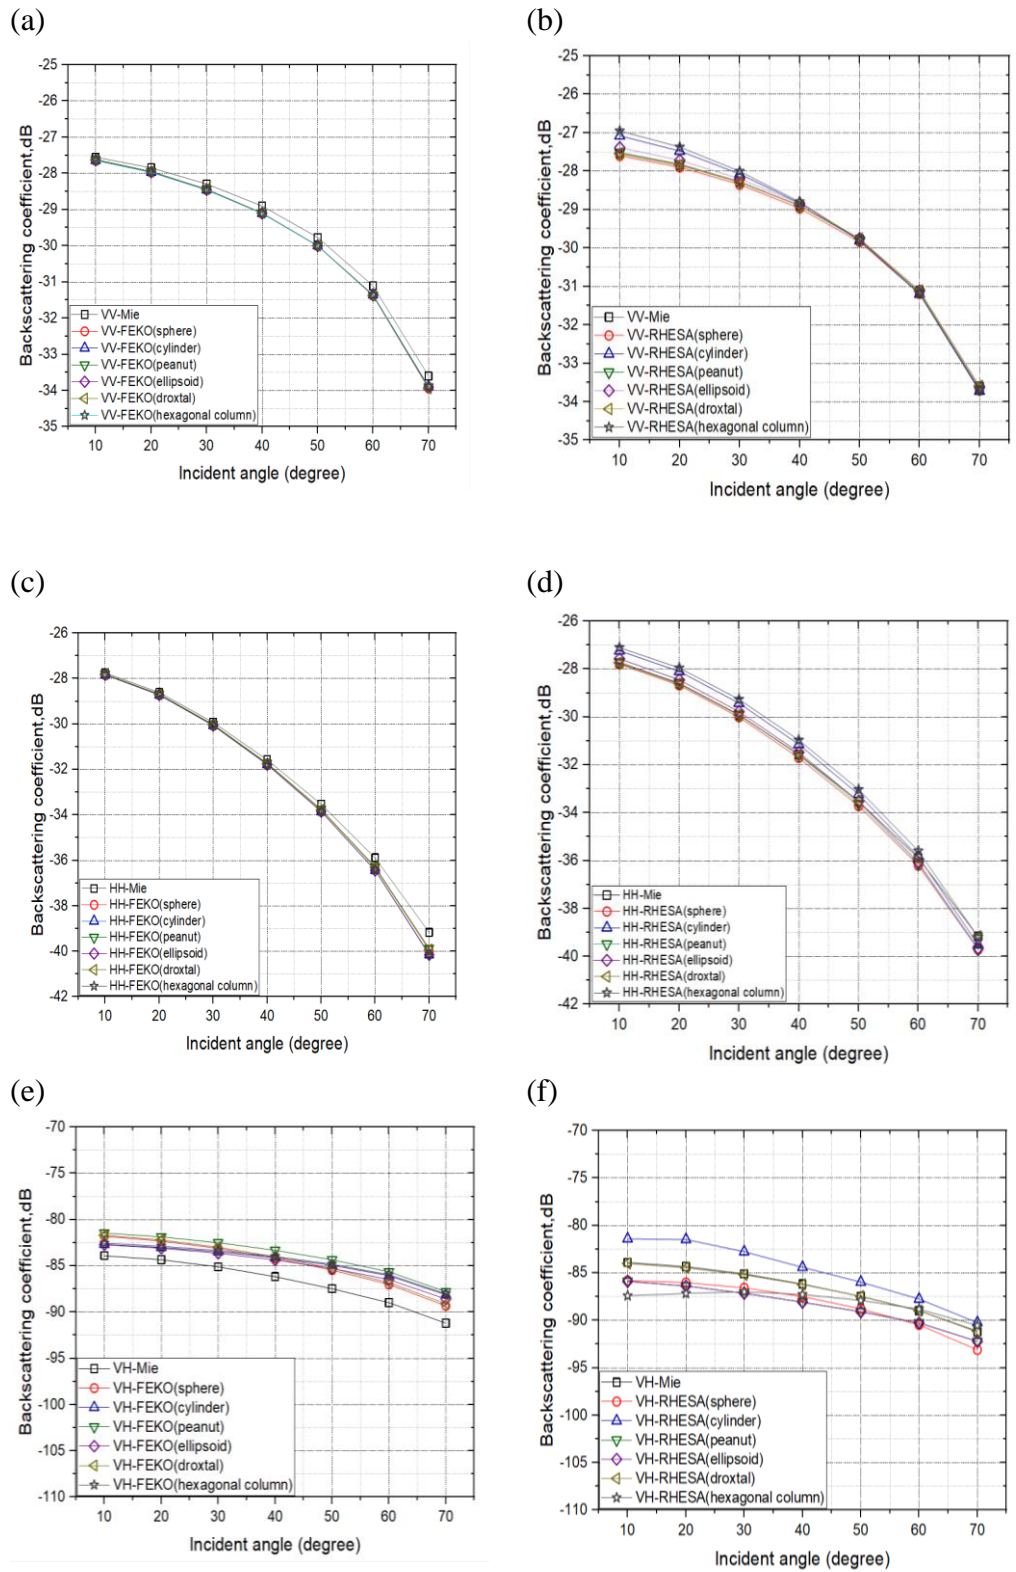 (a)
(b)
-25
-26
-27
-28
-29
-30
-31
-32
-33
-34
-35
Backscattering coefficient,dB
VV-Mie
VV-FEKO(sphere)
VV-FEKO(cylinder)
VV-FEKO(peanut)
VV-FEKO(ellipsoid)
VV-FEKO(droxtal)
VV-FEKO(hexagonal column)
10 20 30 40 50 60 70
Incident angle (degree)
-25
-26
-27
-28
-29
-30
-31
-32
-33
-34
-35
Backscattering coefficient,dB
VV-Mie
VV-RHESA(sphere)
VV-RHESA(cylinder)
VV-RHESA(peanut)
VV-RHESA(ellipsoid)
VV-RHESA(droxtal)
VV-RHESA(hexagonal column)
10 20 30 40 50 60 70
Incident angle (degree)
(c)
(d)
-26
-28
-30
-32
-34
-36
-38
-40
-42
Backscattering coefficient,dB
HH-Mie
HH-FEKO(sphere)
HH-FEKO(cylinder)
HH-FEKO(peanut)
HH-FEKO(ellipsoid)
HH-FEKO(droxtal)
HH-FEKO(hexagonal column)
10 20 30 40 50 60 70
Incident angle (degree)
-26
-28
-30
-32
-34
-36
-38
-40
-42
Backscattering coefficient,dB
HH-Mie
HH-RHESA(sphere)
HH-RHESA(cylinder)
HH-RHESA(peanut)
HH-RHESA(ellipsoid)
HH-RHESA(droxtal)
HH-RHESA(hexagonal column)
10 20 30 40 50 60 70
Incident angle (degree)
(e)
(f)
-70
-75
-80
-85
-90
-95
-100
-105
-110
Backscattering coefficient,dB
VH-Mie
VH-FEKO(sphere)
VH-FEKO(cylinder)
VH-FEKO(peanut)
VH-FEKO(ellipsoid)
VH-FEKO(droxtal)
VH-FEKO(hexagonal column)
10 20 30 40 50 60 70
Incident angle (degree)
-70
-75
-80
-85
-90
-95
-100
-105
-110
Backscattering coefficient,dB
VH-Mie
VH-RHESA(sphere)
VH-RHESA(cylinder)
VH-RHESA(peanut)
VH-RHESA(ellipsoid)
VH-RHESA(droxtal)
VH-RHESA(hexagonal column)
10 20 30 40 50 60 70
Incident angle (degree)